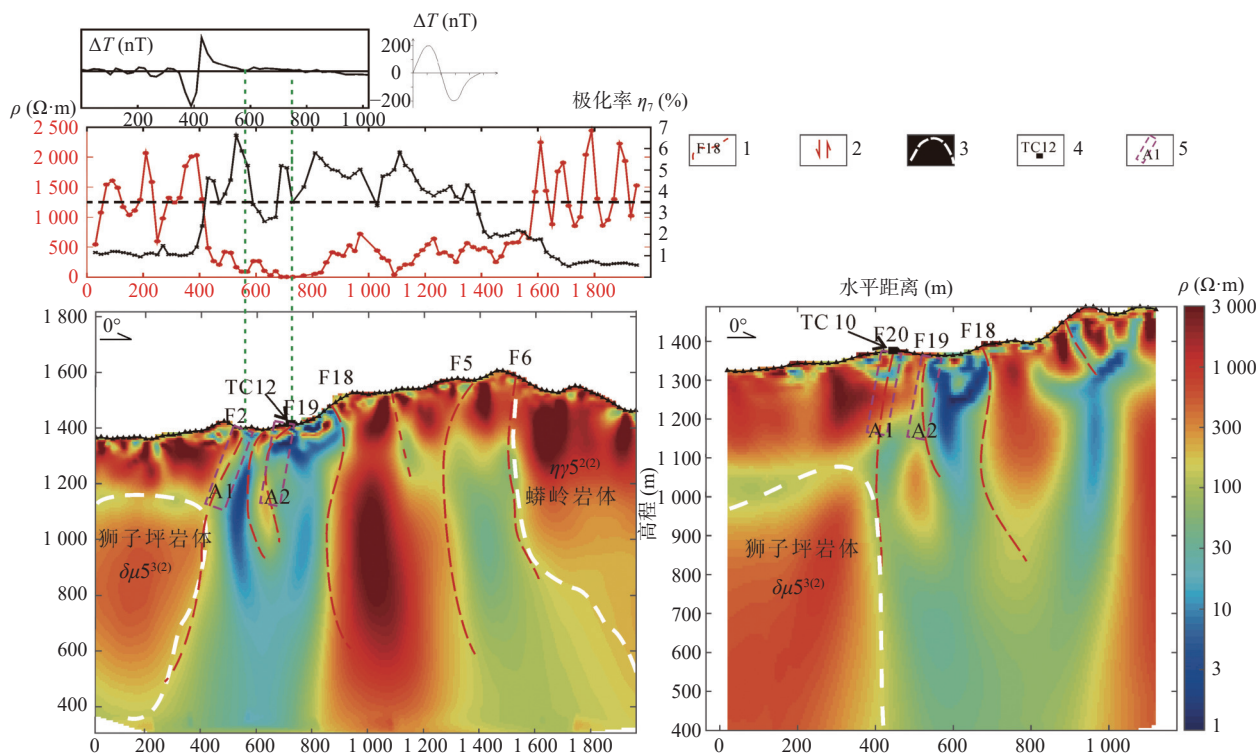 ΔT (nT)
0 200 400 600 800 1 000
ΔT (nT)
200
0
−200
ρ (Ω·m)
极化率 η7 (%)
2 500
2 000
1 500
1 000
500
0
7
6
5
4
3
2
1
0 200 400 600 800 1 000 1 200 1 400 1 600 1 800
F18 1
2
3
TC12 4
A1 5
水平距离 (m)
1 800
1 600
1 400
1 200
1 000
800
600
400
0°
TC12
F2
F19
F18
F5
F6
A1
A2
狮子坪岩体
δμ5³⁽²⁾
ηγ5²⁽²⁾
蟒岭岩体
0 200 400 600 800 1 000 1 200 1 400 1 600 1 800
高程 (m)
1 400
1 300
1 200
1 100
1 000
900
800
700
600
500
400
0°
TC 10
F20
F19
F18
A1
A2
狮子坪岩体
δμ5³⁽²⁾
0 200 400 600 800 1 000
ρ (Ω·m)
3 000
1 000
300
100
30
10
3
1